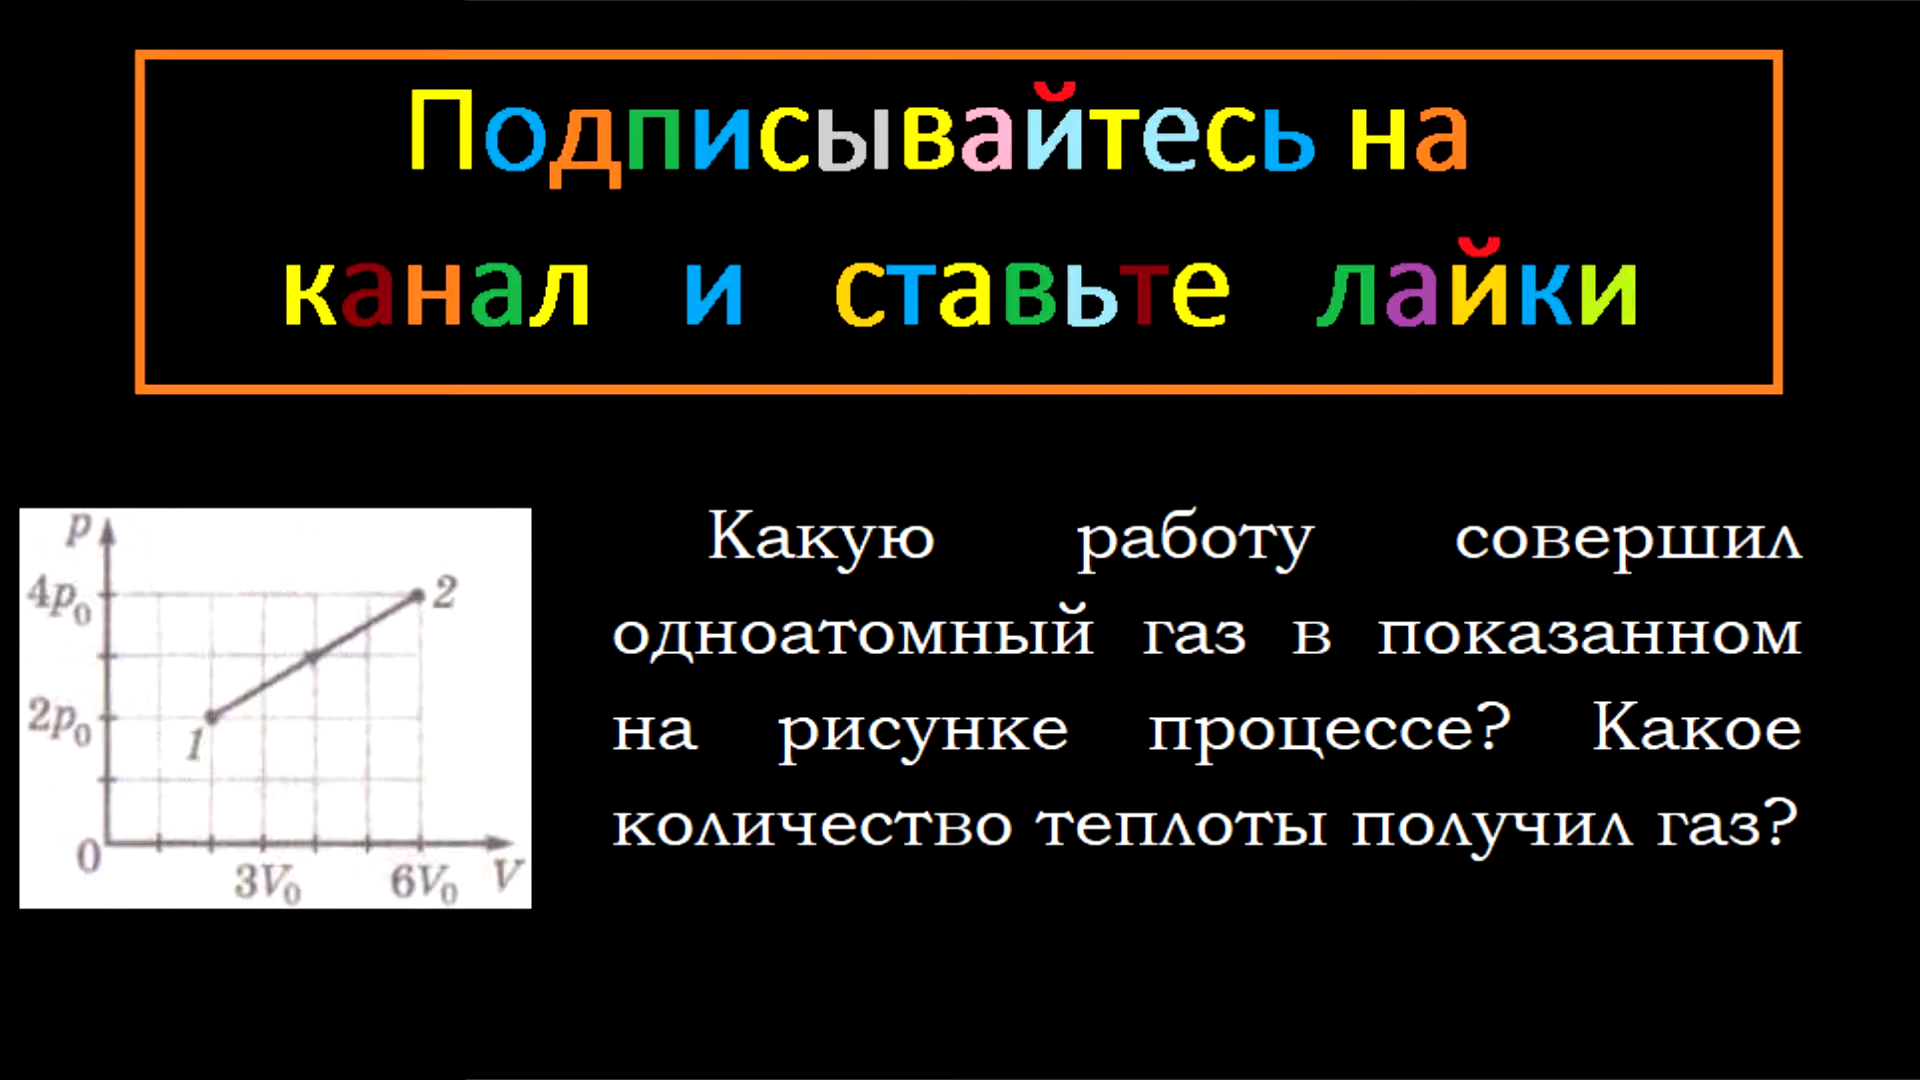 Подписывайтесь на
канал и ставьте лайки
p
4p₀
2
2p₀
1
0
3V₀ 6V₀ V
Какую работу совершил
одноатомный газ в показанном
на рисунке процессе? Какое
количество теплоты получил газ?